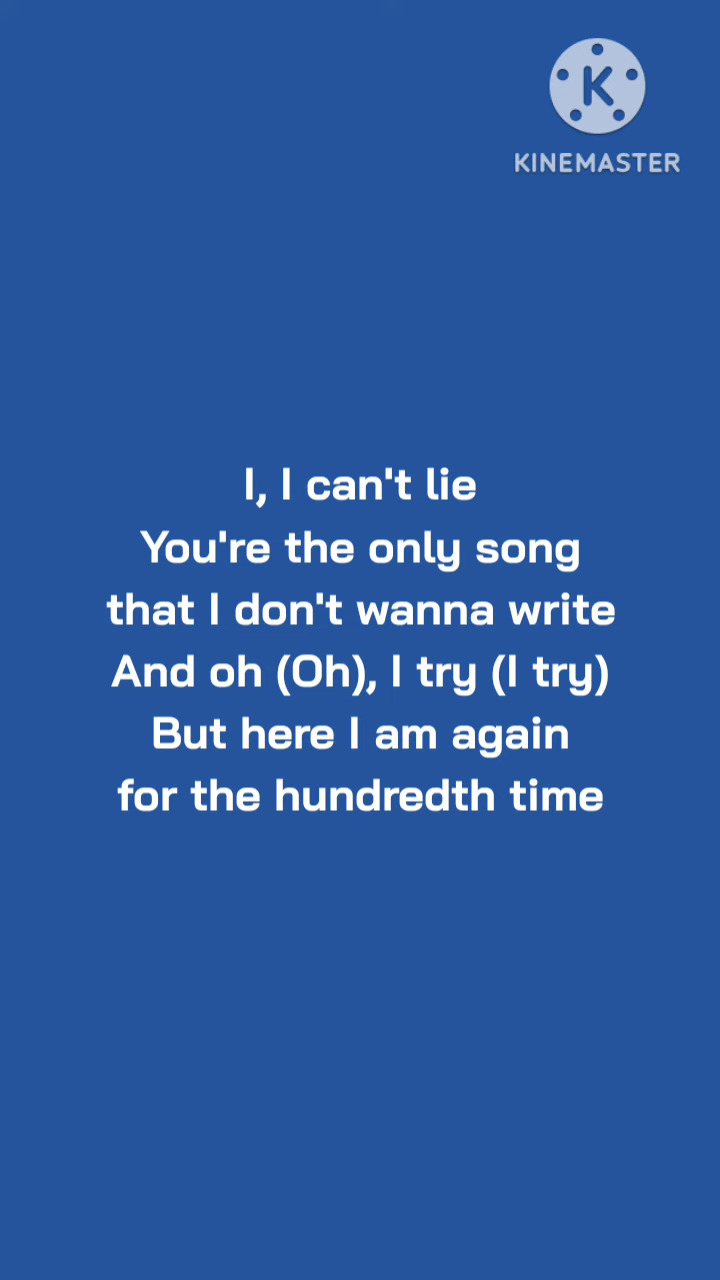 K
KINEMASTER
I, I can't lie
You're the only song
that I don't wanna write
And oh (Oh), I try (I try)
But here I am again
for the hundredth time